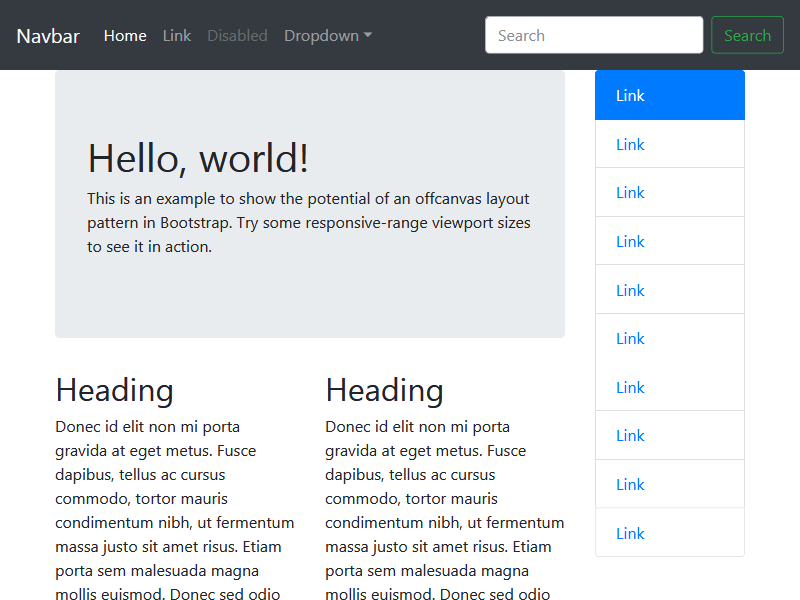 Navbar Home Link Disabled Dropdown Search Search
Hello, world!
This is an example to show the potential of an offcanvas layout
pattern in Bootstrap. Try some responsive-range viewport sizes
to see it in action.
Heading
Donec id elit non mi porta
gravida at eget metus. Fusce
dapibus, tellus ac cursus
commodo, tortor mauris
condimentum nibh, ut fermentum
massa justo sit amet risus. Etiam
porta sem malesuada magna
mollis euismod. Donec sed odio
Heading
Donec id elit non mi porta
gravida at eget metus. Fusce
dapibus, tellus ac cursus
commodo, tortor mauris
condimentum nibh, ut fermentum
massa justo sit amet risus. Etiam
porta sem malesuada magna
mollis euismod. Donec sed odio
Link
Link
Link
Link
Link
Link
Link
Link
Link
Link